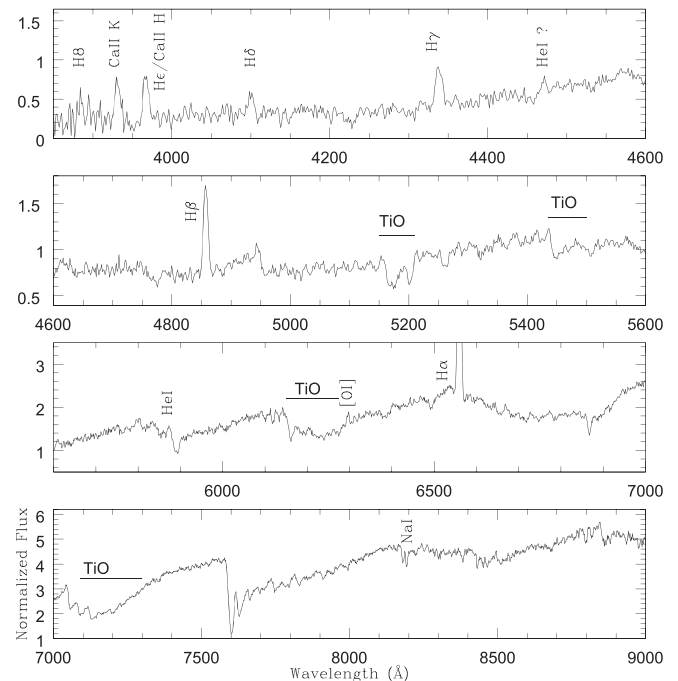 1.5
1
0.5
0
H8
CaII K
Hε/CaII H
Hδ
Hγ
HeI ?
4000
4200
4400
4600
1.5
1
0.5
Hβ
TiO
TiO
4600
4800
5000
5200
5400
5600
3
2
1
HeI
TiO
[OI]
Hα
6000
6500
7000
Normalized Flux
6
5
4
3
2
1
TiO
NaI
7000
7500
8000
8500
9000
Wavelength (Å)